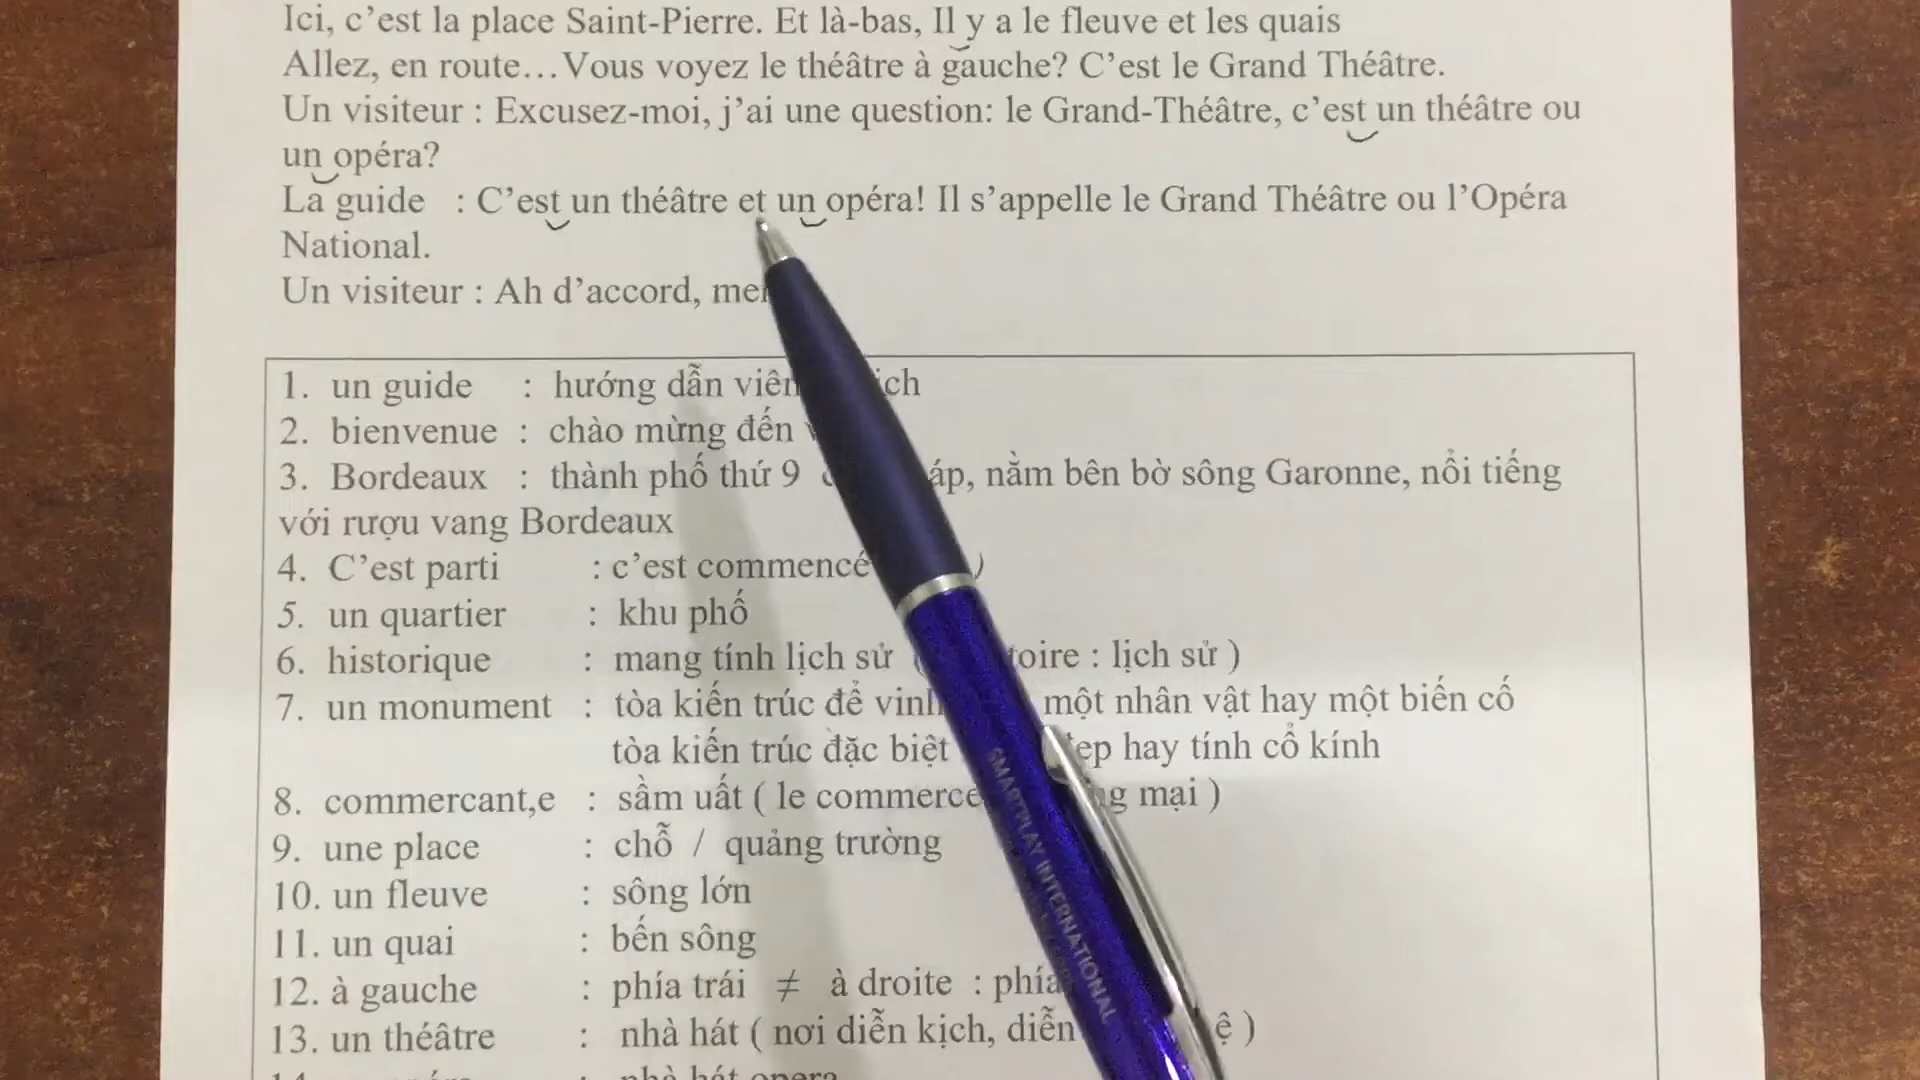 Ici, c’est la place Saint-Pierre. Et là-bas, Il y a le fleuve et les quais
Allez, en route…Vous voyez le théâtre à gauche? C’est le Grand Théâtre.
Un visiteur : Excusez-moi, j’ai une question: le Grand-Théâtre, c’est un théâtre ou
un opéra?
La guide : C’est un théâtre et un opéra! Il s’appelle le Grand Théâtre ou l’Opéra
National.
Un visiteur : Ah d’accord,
1. un guide : hướng dẫn
2. bienvenue : chào mừng đến
3. Bordeaux : thành phố thứ 9 nằm bên bờ sông Garonne, nổi tiếng
với rượu vang Bordeaux
4. C’est parti : c’est commencé )
5. un quartier : khu phố
6. historique : mang tính lịch sử : lịch sử )
7. un monument : tòa kiến trúc để một nhân vật hay một biến cố
tòa kiến trúc đặc biệt hay tính cổ kính
8. commercant,e : sầm uất ( le commerce mại )
9. une place : chỗ / quảng trường
10. un fleuve : sông lớn
11. un quai : bến sông
12. à gauche : phía trái ≠ à droite :
13. un théâtre : nhà hát ( nơi diễn kịch, diễn )
SMARTPLAY INTERNATIONAL